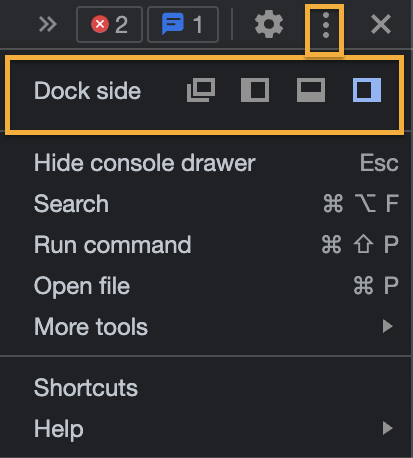 2 1
Dock side
Hide console drawer Esc
Search ⌘ ⌥ F
Run command ⌘ ⇧ P
Open file ⌘ P
More tools
Shortcuts
Help